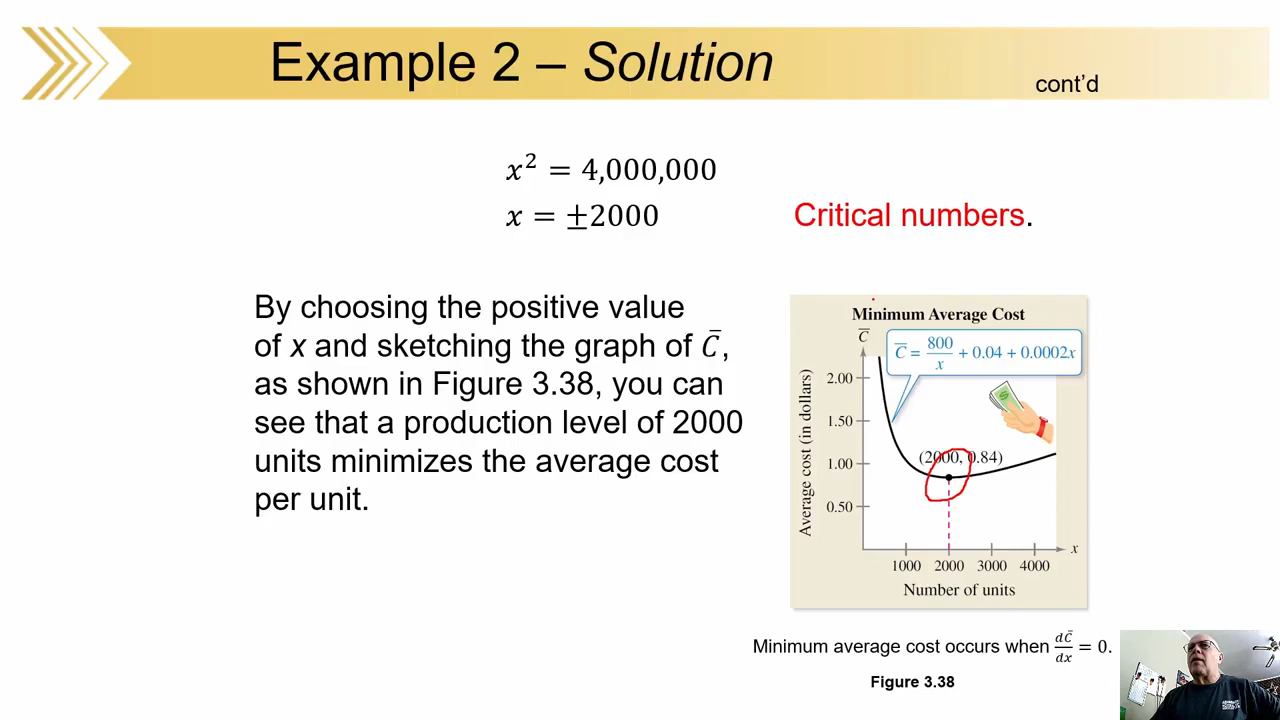 Example 2 – Solution
cont’d
x² = 4,000,000
x = ±2000
Critical numbers.
By choosing the positive value
of x and sketching the graph of C̄,
as shown in Figure 3.38, you can
see that a production level of 2000
units minimizes the average cost
per unit.
Minimum Average Cost
C̄
C̄ = 800/x + 0.04 + 0.0002x
Average cost (in dollars)
2.00
1.50
1.00
0.50
(2000, 0.84)
x
1000 2000 3000 4000
Number of units
Minimum average cost occurs when dC̄/dx = 0.
Figure 3.38